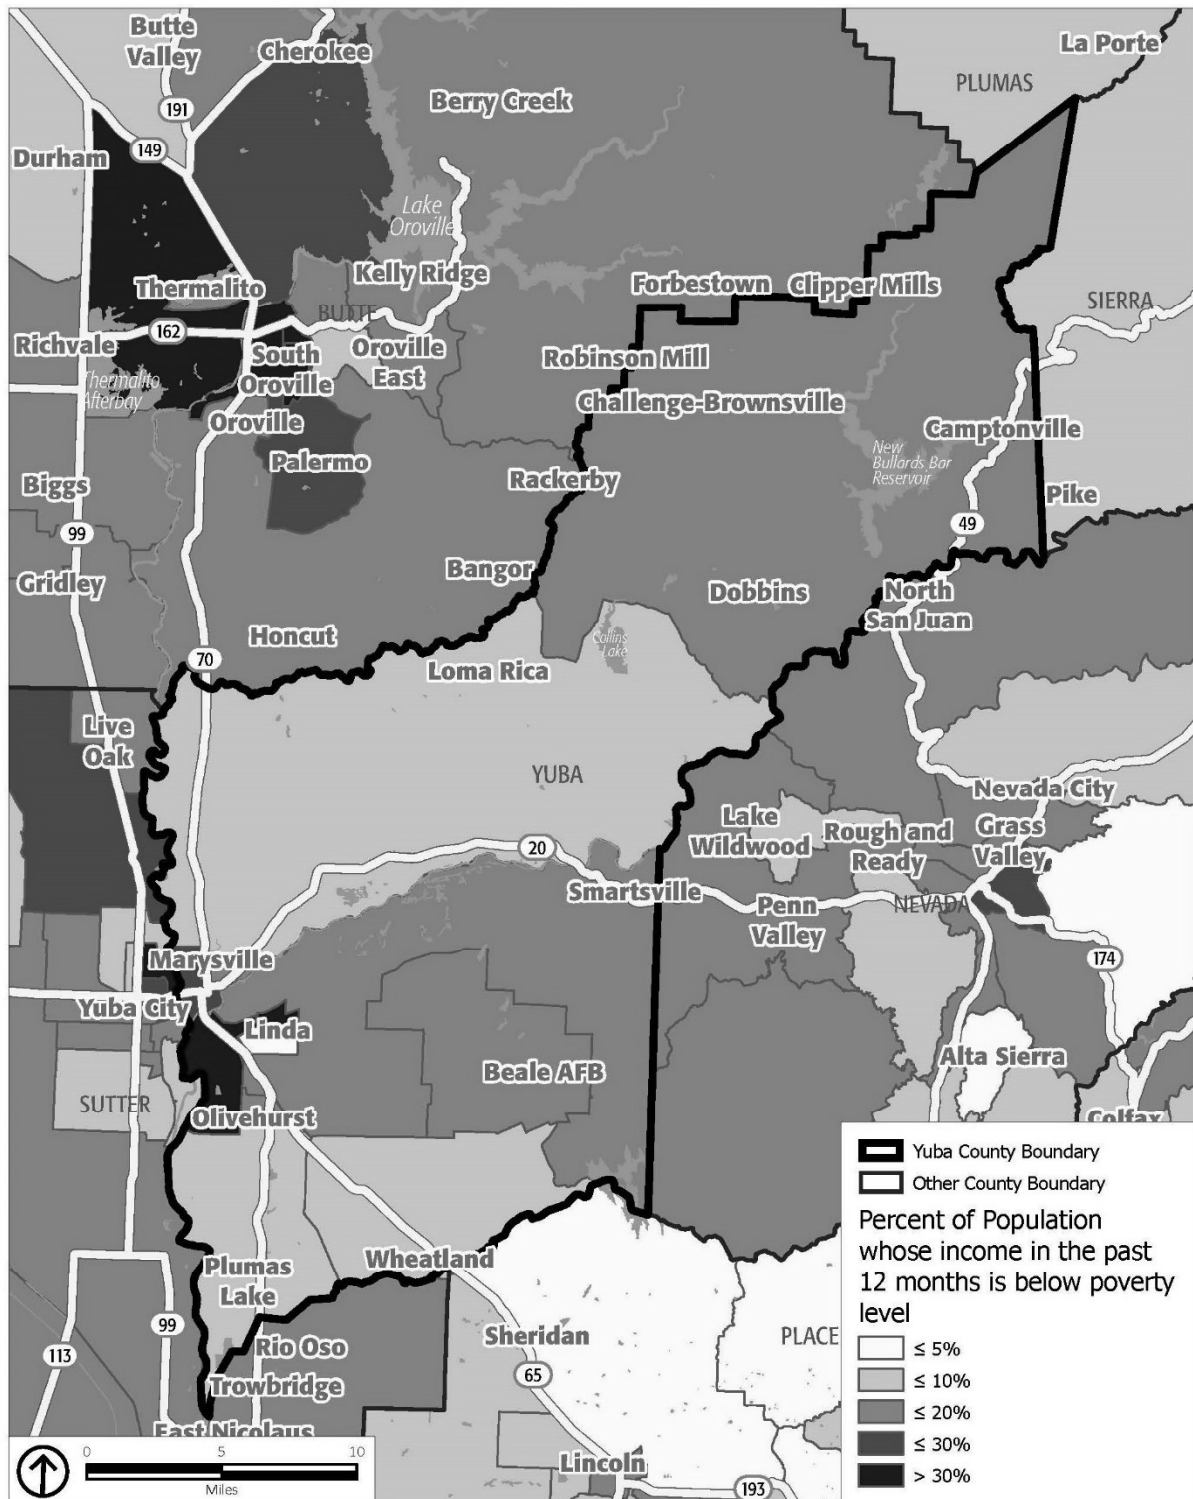 Butte
Valley
Cherokee
La Porte
PLUMAS
Berry Creek
191
149
Durham
Lake
Oroville
Kelly Ridge
Thermalito
BUTTE
Forbestown
Clipper Mills
SIERRA
162
Richvale
South
Oroville
Oroville
East
Robinson Mill
Thermalito
Afterbay
Oroville
Challenge-Brownsville
Camptonville
Palermo
New
Bullards Bar
Reservoir
Rackerby
Biggs
Pike
99
49
Gridley
Bangor
Dobbins
North
San Juan
Honcut
Collins
Lake
70
Loma Rica
Live
Oak
YUBA
Nevada City
Lake
Wildwood
Rough and
Ready
Grass
Valley
20
Smartsville
Penn
Valley
NEVADA
Marysville
174
Yuba City
Linda
Alta Sierra
Beale AFB
SUTTER
Olivehurst
Colfax
Wheatland
Plumas
Lake
99
Sheridan
PLACE
113
Rio Oso
65
Trowbridge
East Nicolaus
Lincoln
193
Yuba County Boundary
Other County Boundary
Percent of Population
whose income in the past
12 months is below poverty
level
≤ 5%
≤ 10%
≤ 20%
≤ 30%
> 30%
0 5 10
Miles